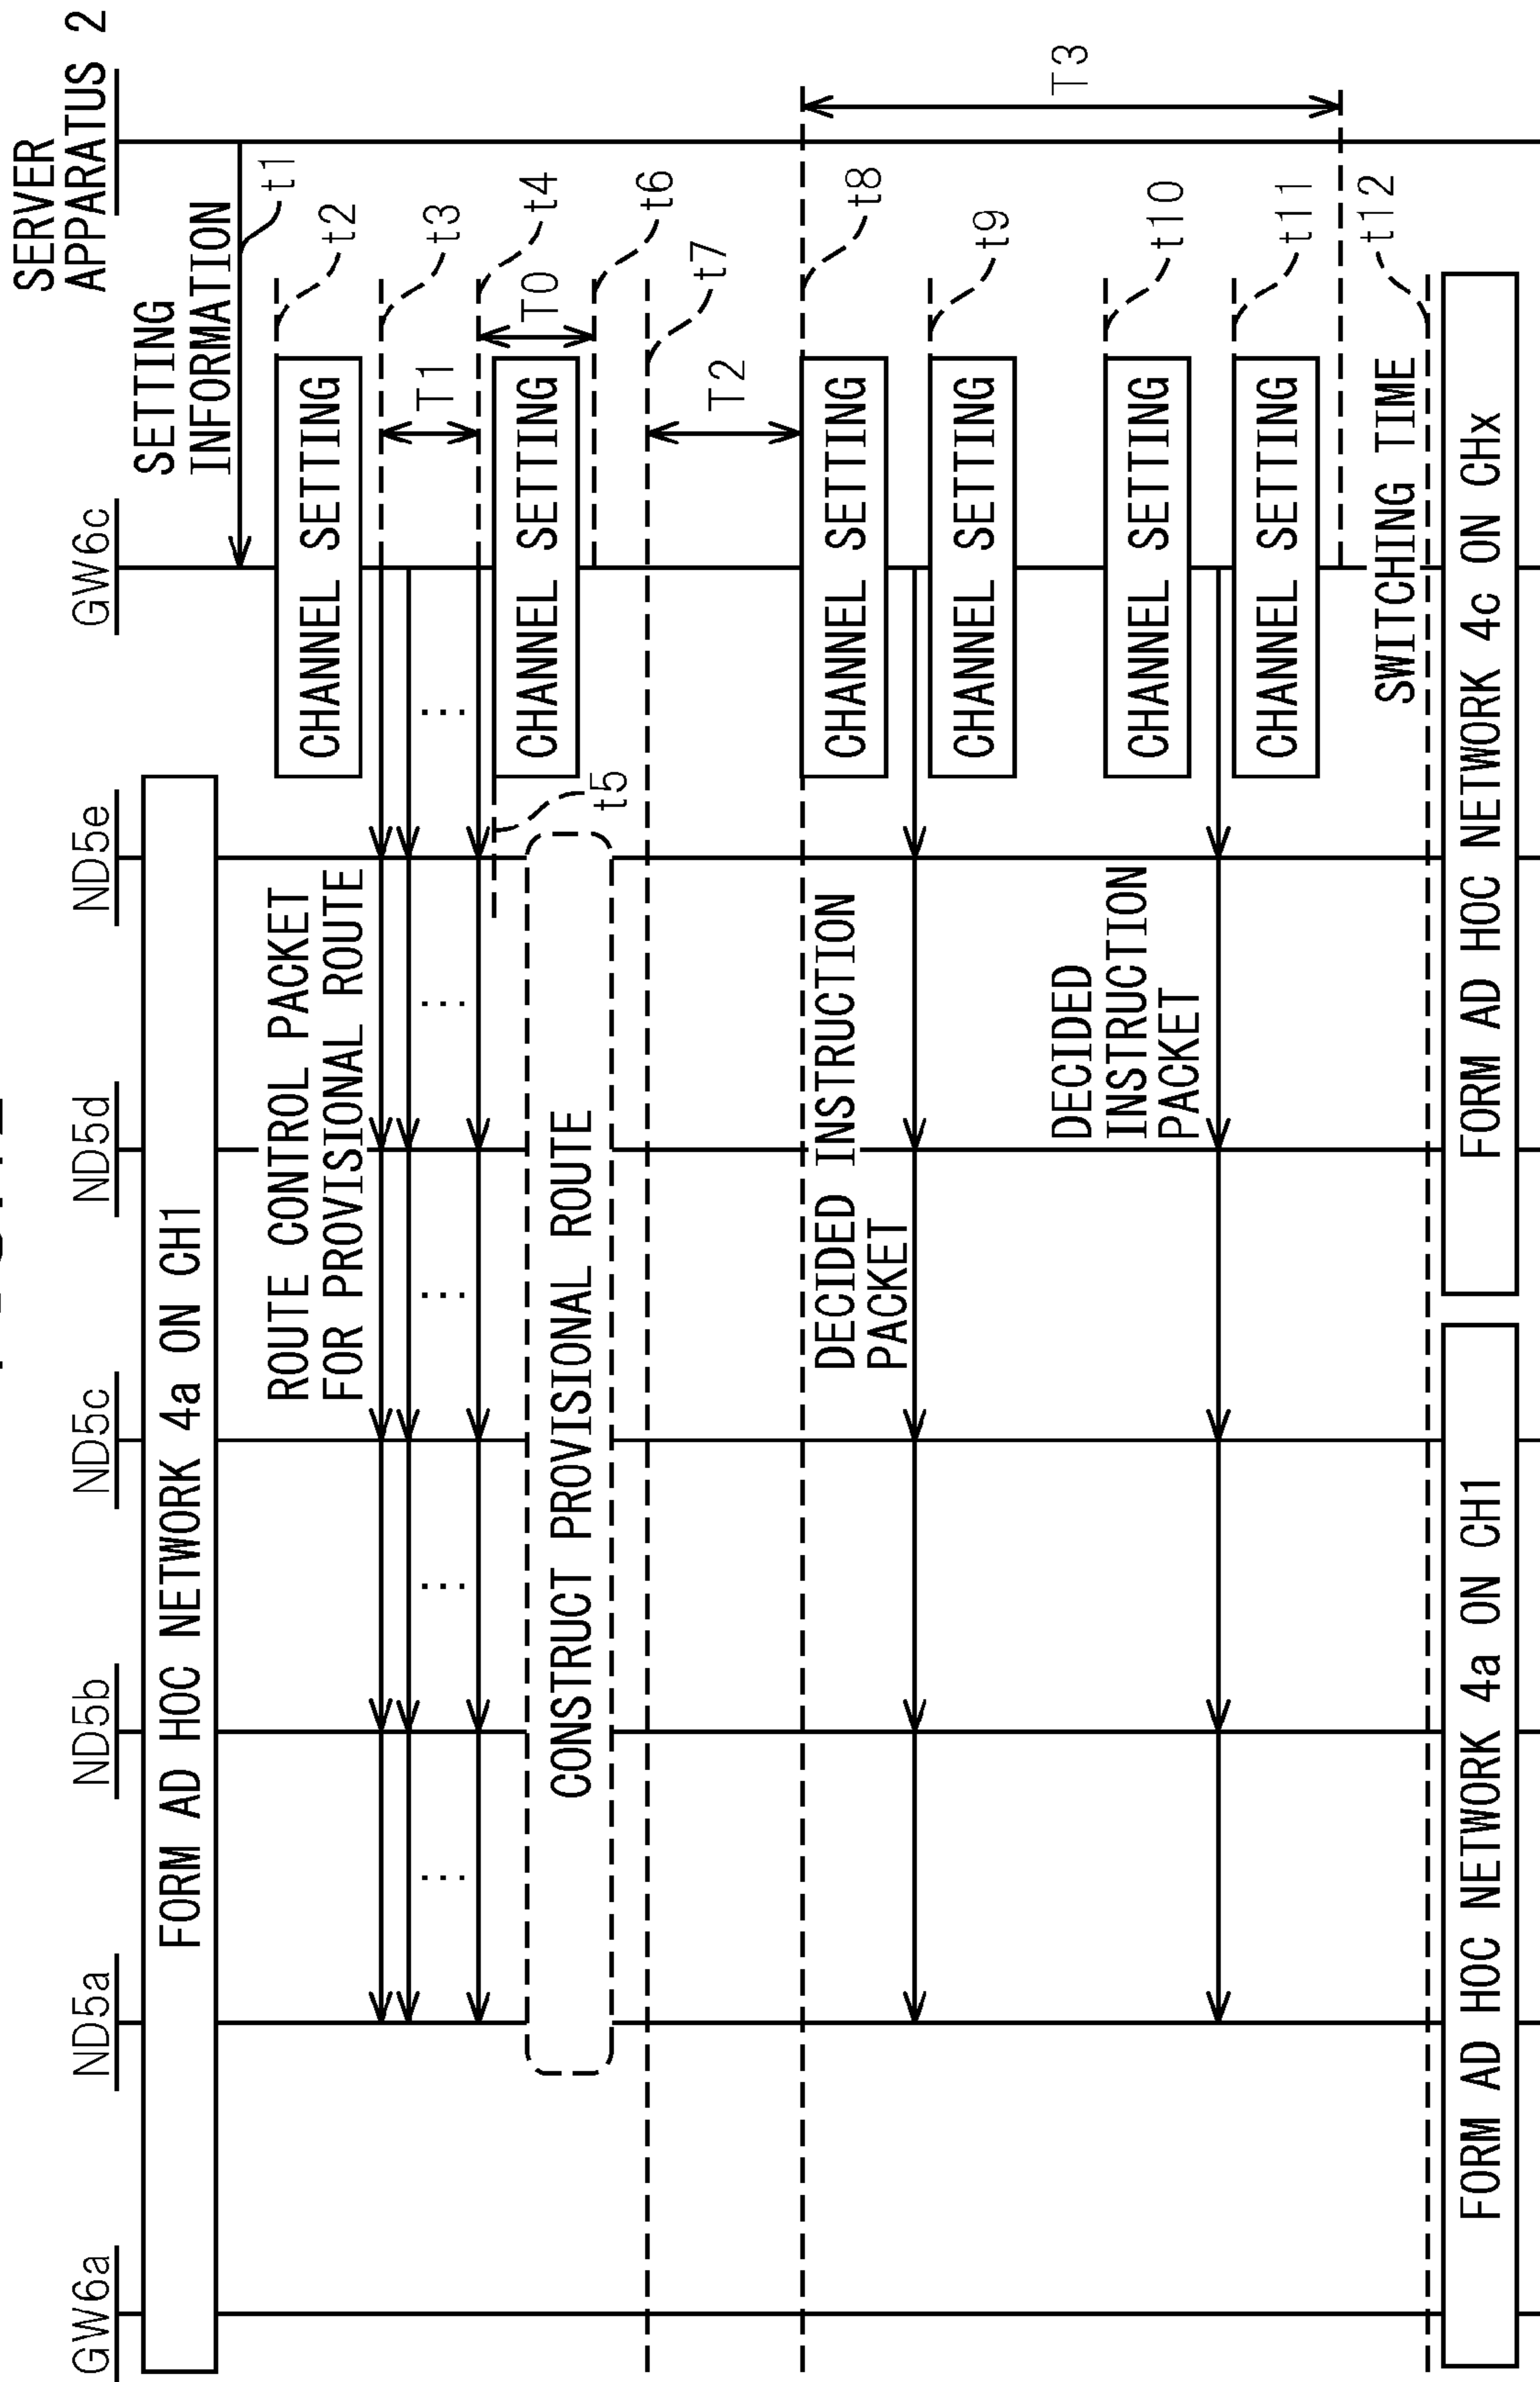 GW6a
ND5a
ND5b
ND5c
ND5d
ND5e
GW6c
SERVER
APPARATUS 2
FORM AD HOC NETWORK 4a ON CH1
SETTING
INFORMATION
t1
CHANNEL SETTING
t2
ROUTE CONTROL PACKET
FOR PROVISIONAL ROUTE
t3
T1
...
...
...
...
...
t4
T0
CHANNEL SETTING
t5
CONSTRUCT PROVISIONAL ROUTE
t6
t7
T2
t8
CHANNEL SETTING
DECIDED INSTRUCTION
PACKET
t9
CHANNEL SETTING
T3
DECIDED
INSTRUCTION
PACKET
t10
CHANNEL SETTING
t11
CHANNEL SETTING
SWITCHING TIME
t12
FORM AD HOC NETWORK 4a ON CH1
FORM AD HOC NETWORK 4c ON CHx